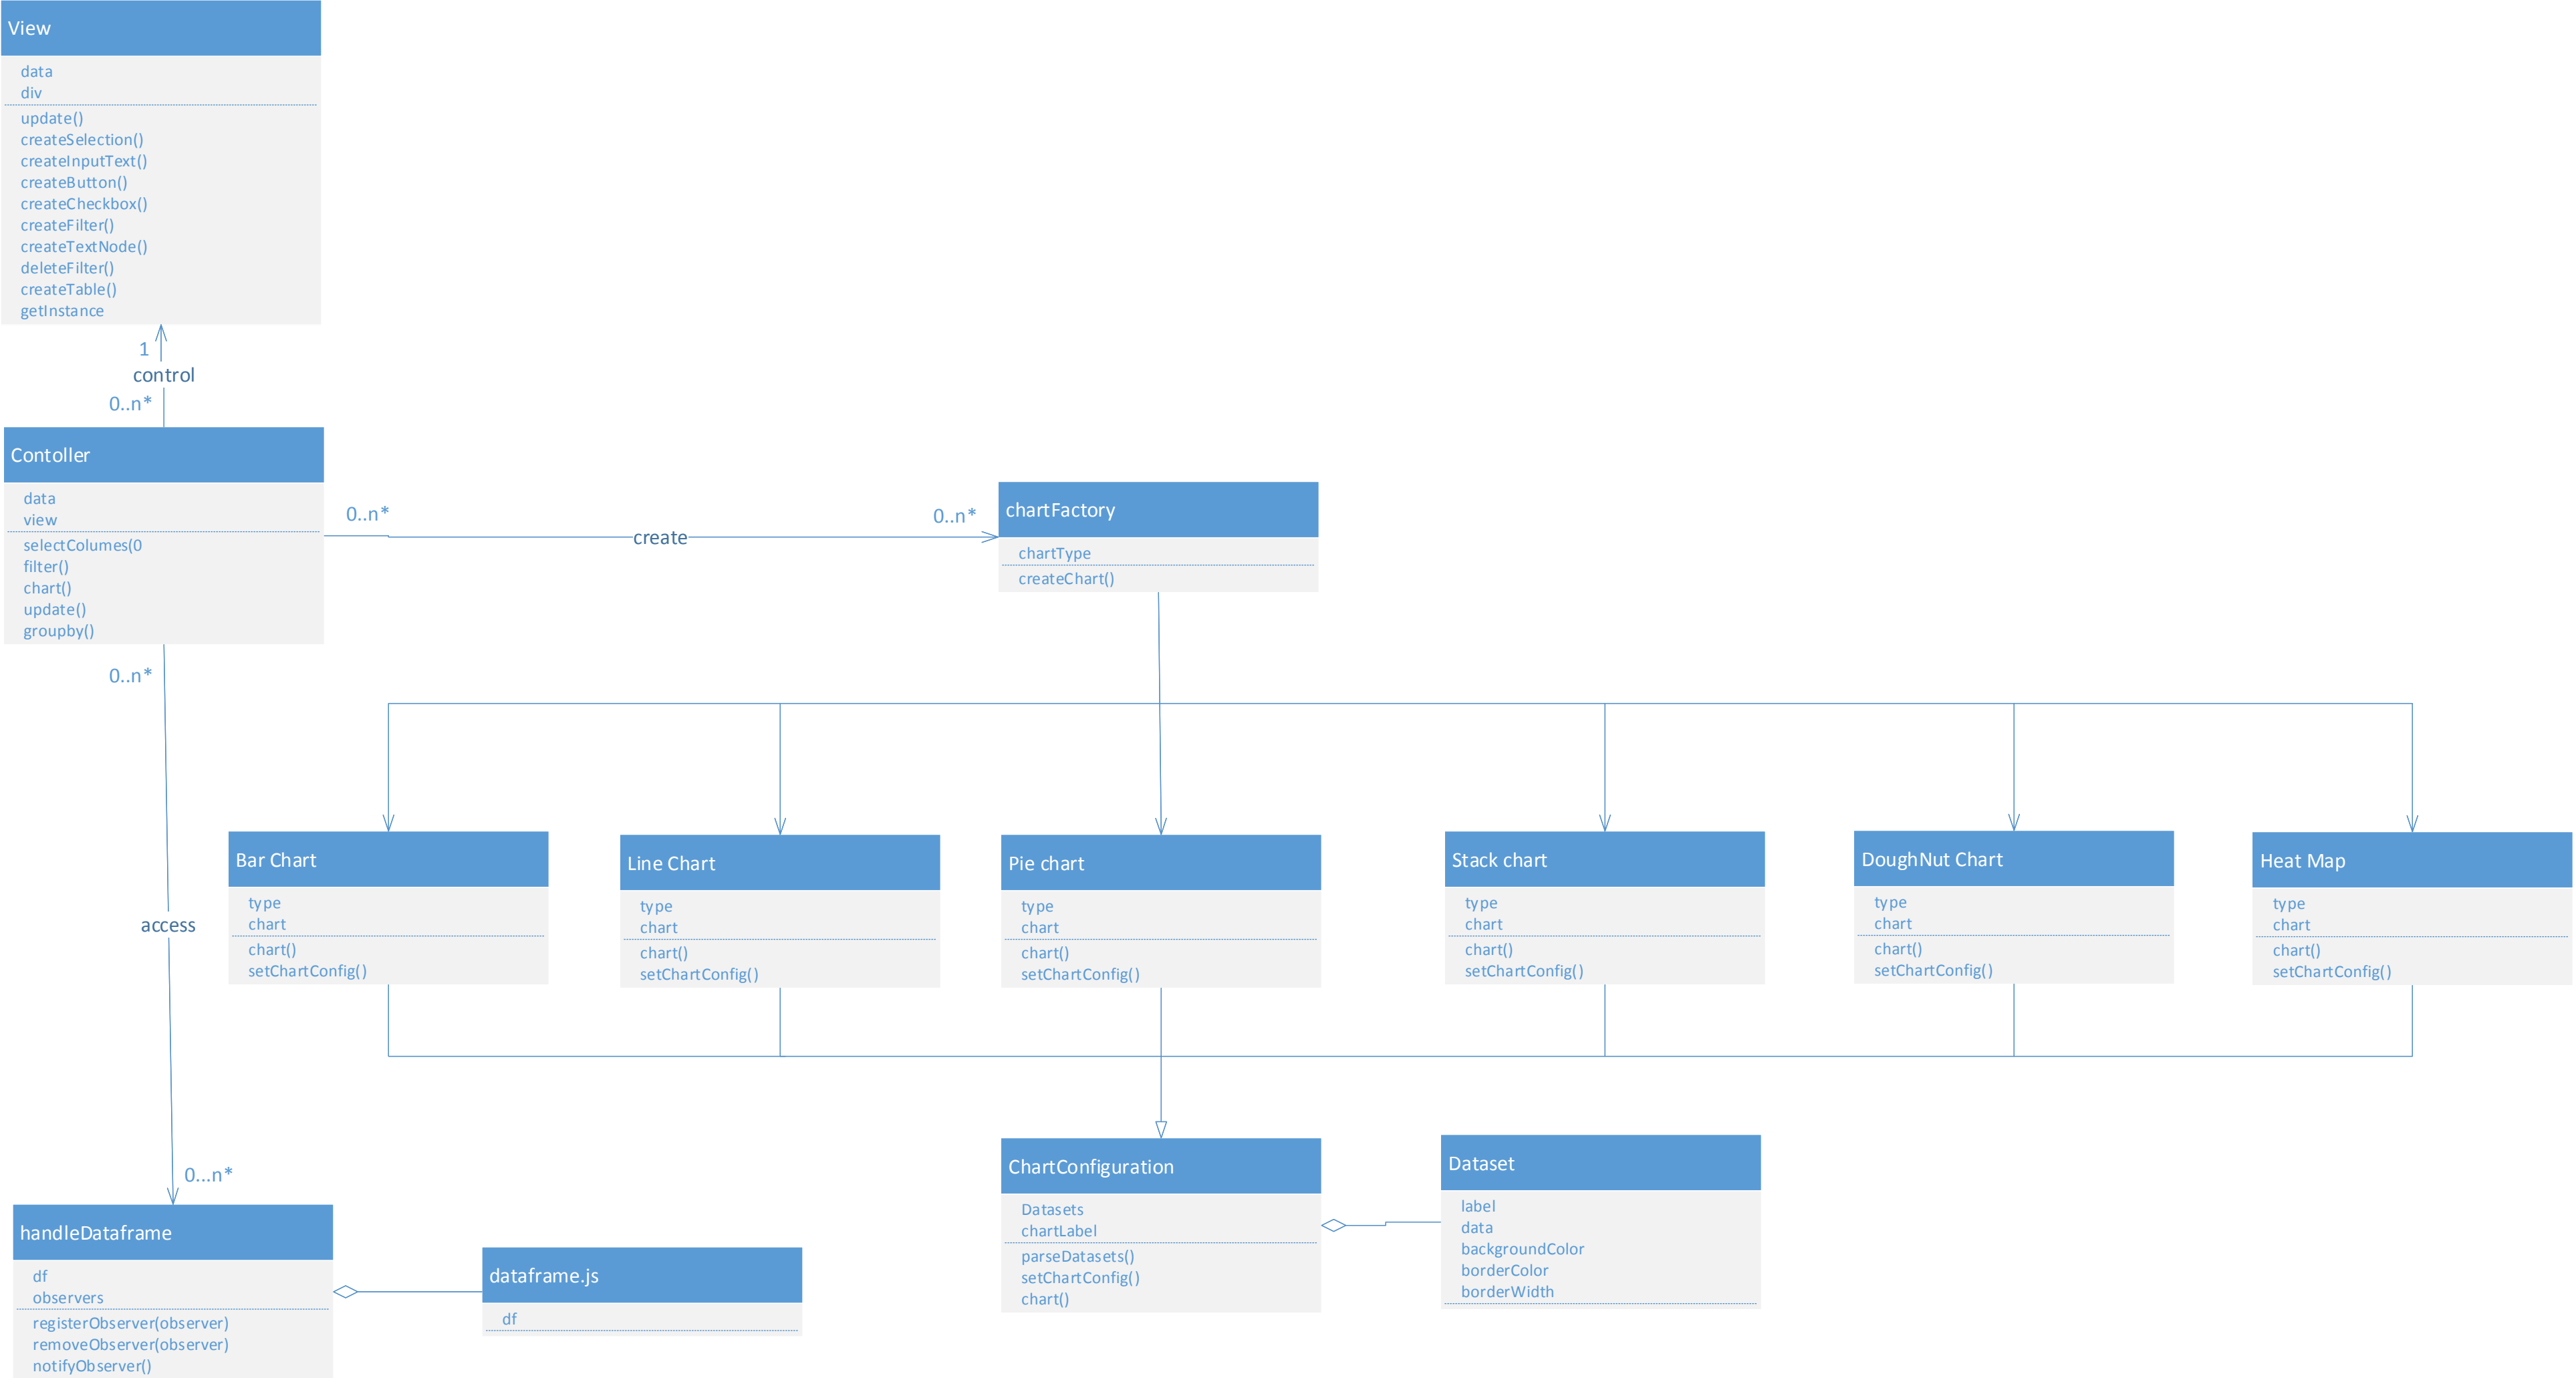 View
data
div
update()
createSelection()
createInputText()
createButton()
createCheckbox()
createFilter()
createTextNode()
deleteFilter()
createTable()
getInstance
1
control
0..n*
Contoller
data
view
selectColumes(0
filter()
chart()
update()
groupby()
0..n*
create
0..n*
chartFactory
chartType
createChart()
0..n*
access
0...n*
Bar Chart
type
chart
chart()
setChartConfig()
Line Chart
type
chart
chart()
setChartConfig()
Pie chart
type
chart
chart()
setChartConfig()
Stack chart
type
chart
chart()
setChartConfig()
DoughNut Chart
type
chart
chart()
setChartConfig()
Heat Map
type
chart
chart()
setChartConfig()
handleDataframe
df
observers
registerObserver(observer)
removeObserver(observer)
notifyObserver()
dataframe.js
df
ChartConfiguration
Datasets
chartLabel
parseDatasets()
setChartConfig()
chart()
Dataset
label
data
backgroundColor
borderColor
borderWidth